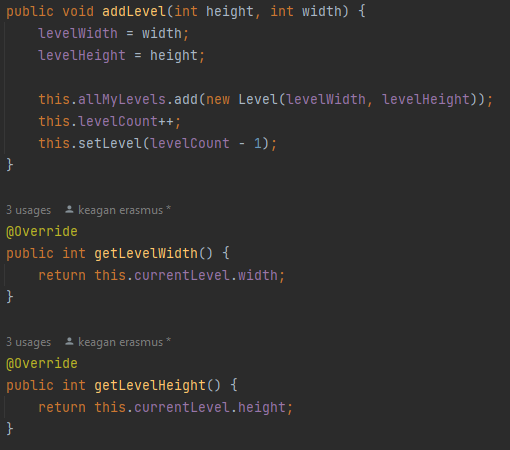 public void addLevel(int height, int width) {
    levelWidth = width;
    levelHeight = height;

    this.allMyLevels.add(new Level(levelWidth, levelHeight));
    this.levelCount++;
    this.setLevel(levelCount - 1);
}

3 usages keagan erasmus *
@Override
public int getLevelWidth() {
    return this.currentLevel.width;
}

3 usages keagan erasmus *
@Override
public int getLevelHeight() {
    return this.currentLevel.height;
}